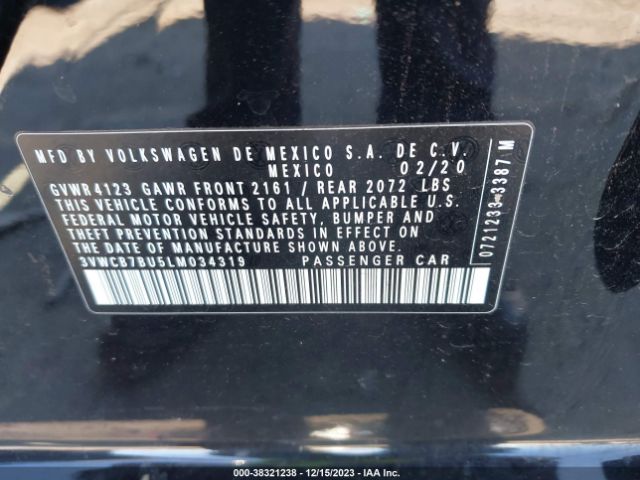 MFD BY VOLKSWAGEN DE MEXICO S.A. DE C.V.
MEXICO 02/20
GVWR 4123 GAWR FRONT 2161 / REAR 2072 LBS
THIS VEHICLE CONFORMS TO ALL APPLICABLE U.S.
FEDERAL MOTOR VEHICLE SAFETY, BUMPER AND
THEFT PREVENTION STANDARDS IN EFFECT ON
THE DATE OF MANUFACTURE SHOWN ABOVE.
3VWCB7BU5LM034319 PASSENGER CAR
0721233-3387 M
000-38321238 - 12/15/2023 - IAA Inc.